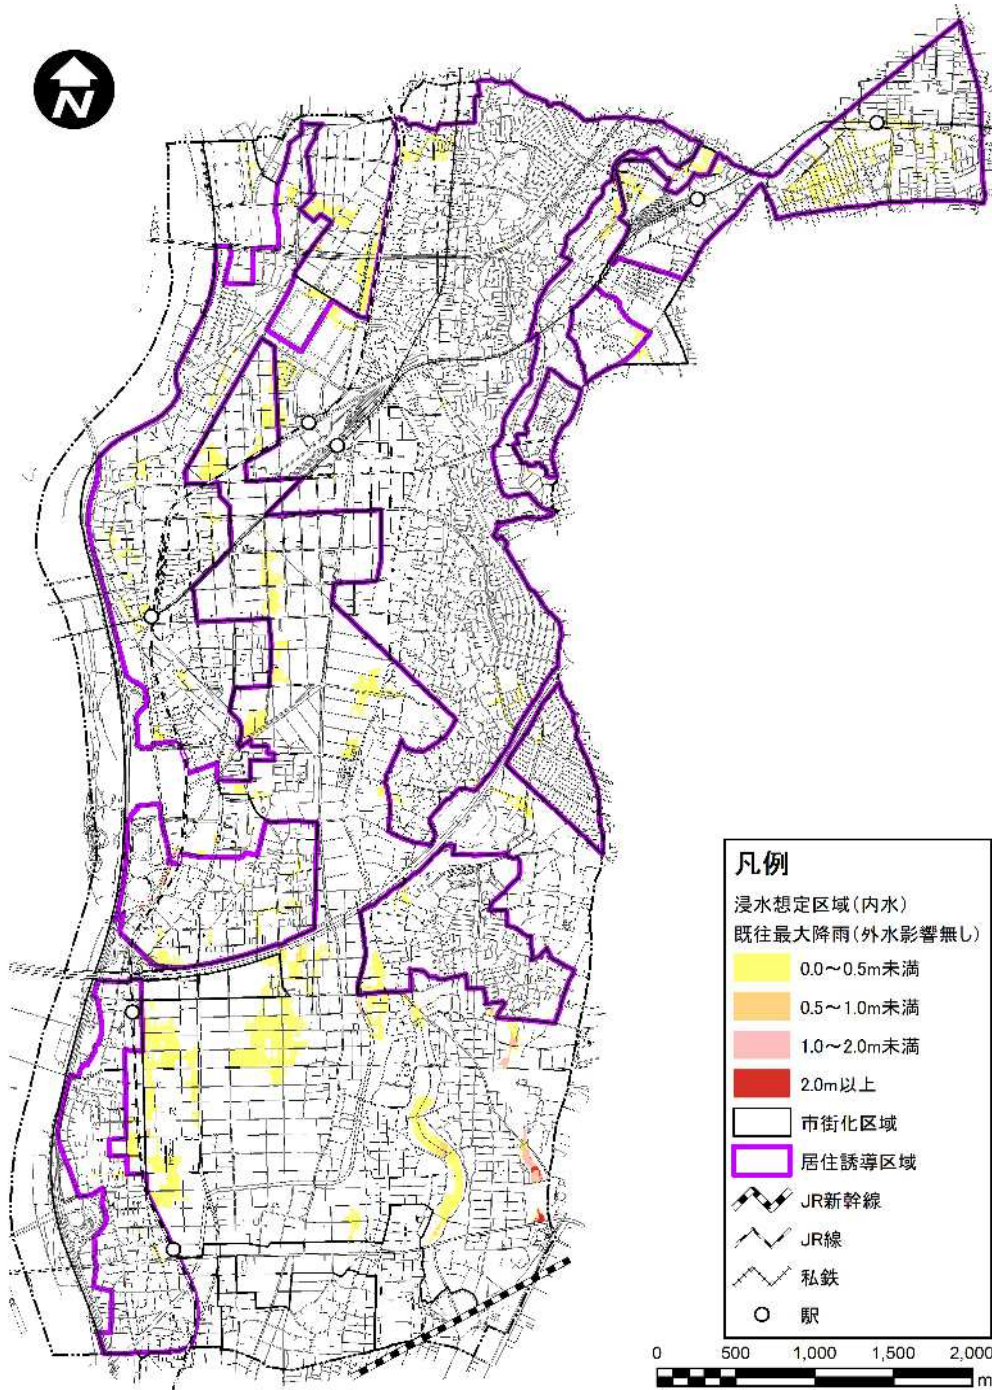 N
凡例
浸水想定区域(内水)
既往最大降雨(外水影響無し)
0.0～0.5m未満
0.5～1.0m未満
1.0～2.0m未満
2.0m以上
市街化区域
居住誘導区域
JR新幹線
JR線
私鉄
駅
0 500 1,000 1,500 2,000
m